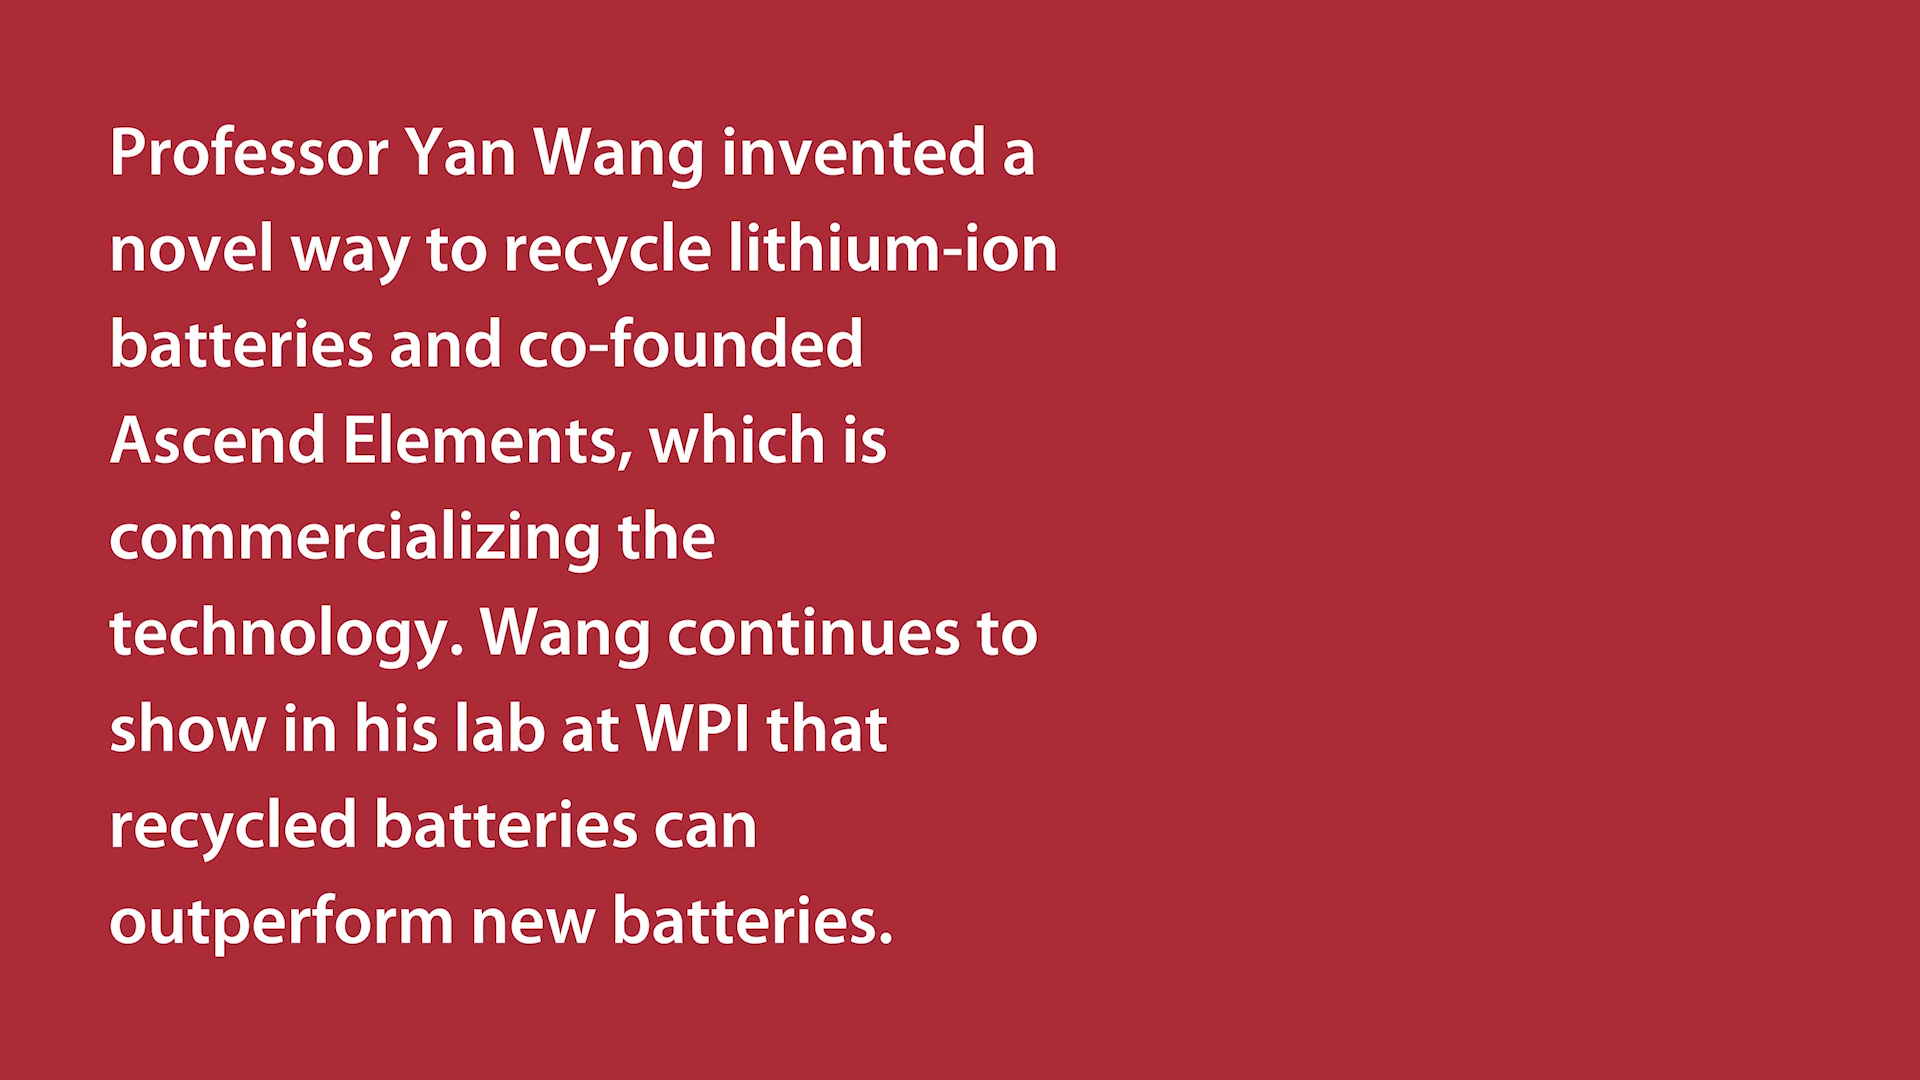 Professor Yan Wang invented a
novel way to recycle lithium-ion
batteries and co-founded
Ascend Elements, which is
commercializing the
technology. Wang continues to
show in his lab at WPI that
recycled batteries can
outperform new batteries.